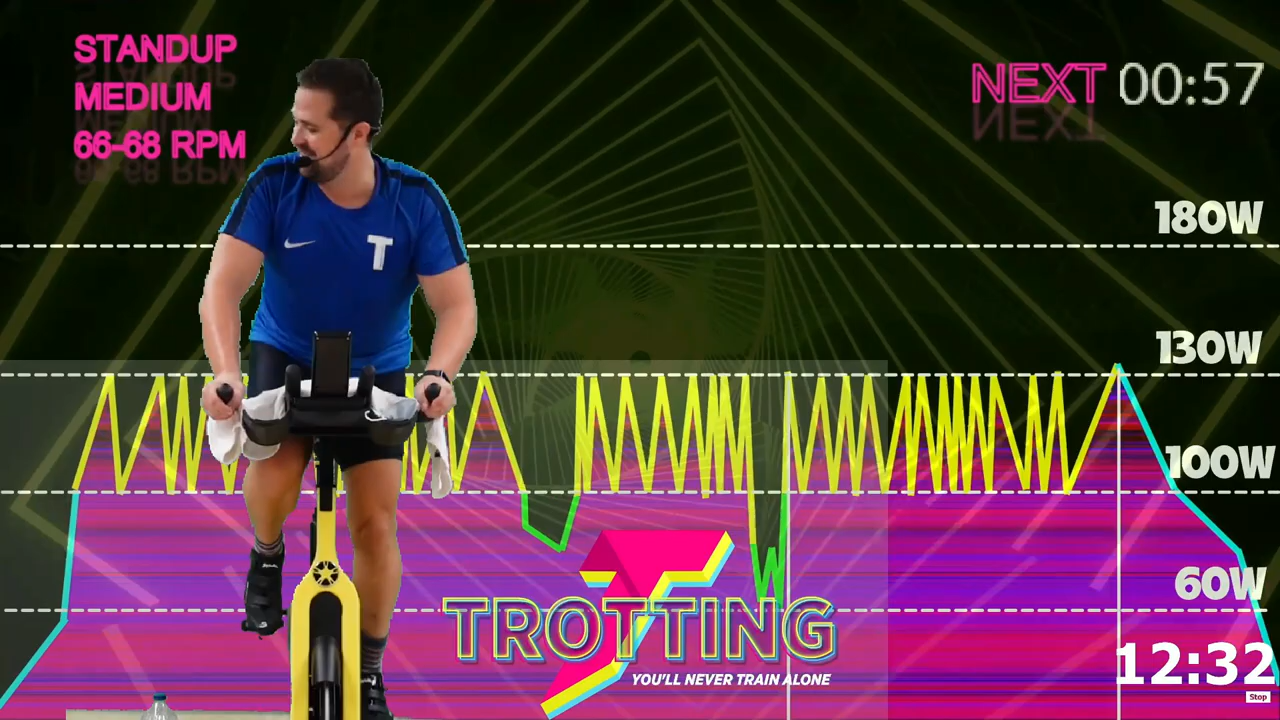 STANDUP
MEDIUM
66-68 RPM
NEXT 00:57
180W
T
130W
100W
60W
TROTTING
YOU'LL NEVER TRAIN ALONE
12:32
Stop